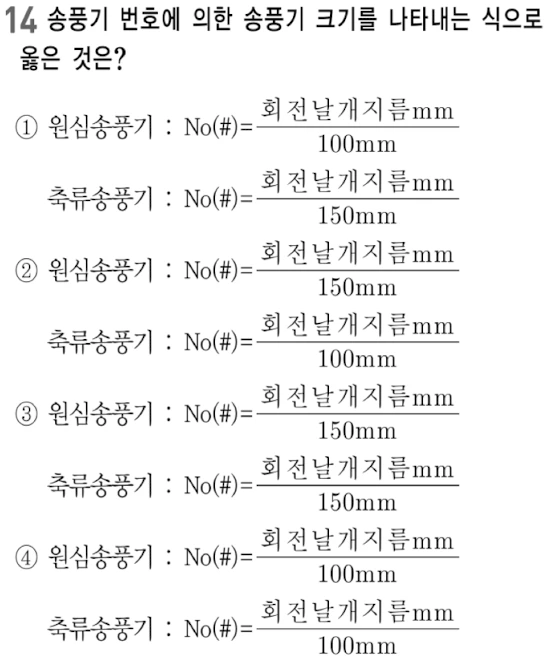 14 송풍기 번호에 의한 송풍기 크기를 나타내는 식으로
옳은 것은?
① 원심송풍기 : No(#)=회전날개지름mm/100mm
축류송풍기 : No(#)=회전날개지름mm/150mm
② 원심송풍기 : No(#)=회전날개지름mm/150mm
축류송풍기 : No(#)=회전날개지름mm/100mm
③ 원심송풍기 : No(#)=회전날개지름mm/150mm
축류송풍기 : No(#)=회전날개지름mm/150mm
④ 원심송풍기 : No(#)=회전날개지름mm/100mm
축류송풍기 : No(#)=회전날개지름mm/100mm